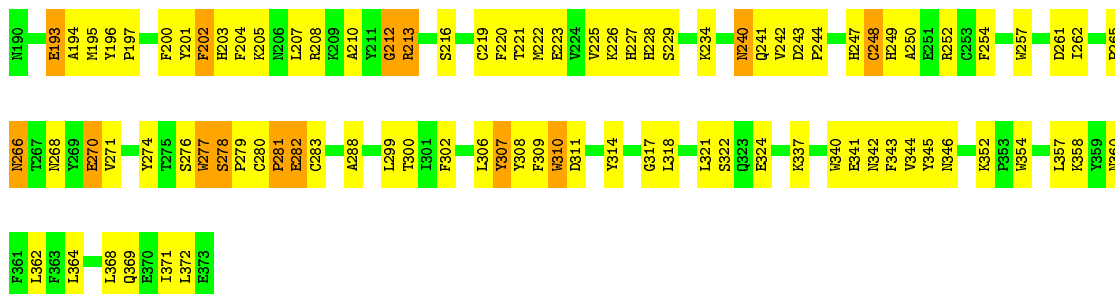 N190 E193 A194 M195 Y196 P197 F200 Y201 F202 H203 F204 K205 N206 L207 R208 K209 A210 Y211 G212 R213 S216 C219 F220 T221 M222 E223 V224 V225 K226 H227 H228 S229 K234 N240 Q241 V242 D243 P244 H247 C248 H249 A250 E251 R252 C253 F254 W257 D261 I262
N266 T267 N268 Y269 E270 V271 Y274 T275 S276 W277 S278 P279 C280 P281 E282 C283 A288 L299 T300 I301 F302 L306 Y307 Y308 F309 W310 D311 Y314 G317 L318 L321 S322 Q323 E324 K337 W340 E341 N342 F343 V344 Y345 N346 K352 P353 W354 L357 K358 Y359
F361 L362 F363 L364 L368 Q369 E370 I371 L372 E373